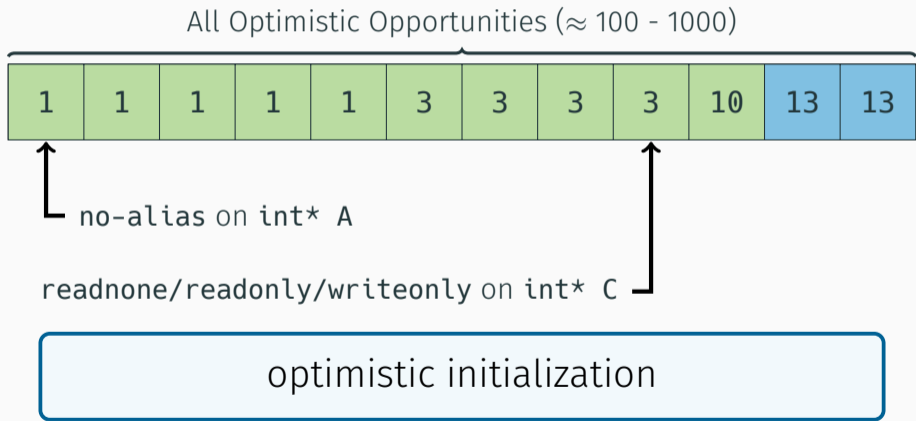 All Optimistic Opportunities (≈ 100 - 1000)
1 1 1 1 1 3 3 3 3 10 13 13
no-alias on int* A
readnone/readonly/writeonly on int* C
optimistic initialization